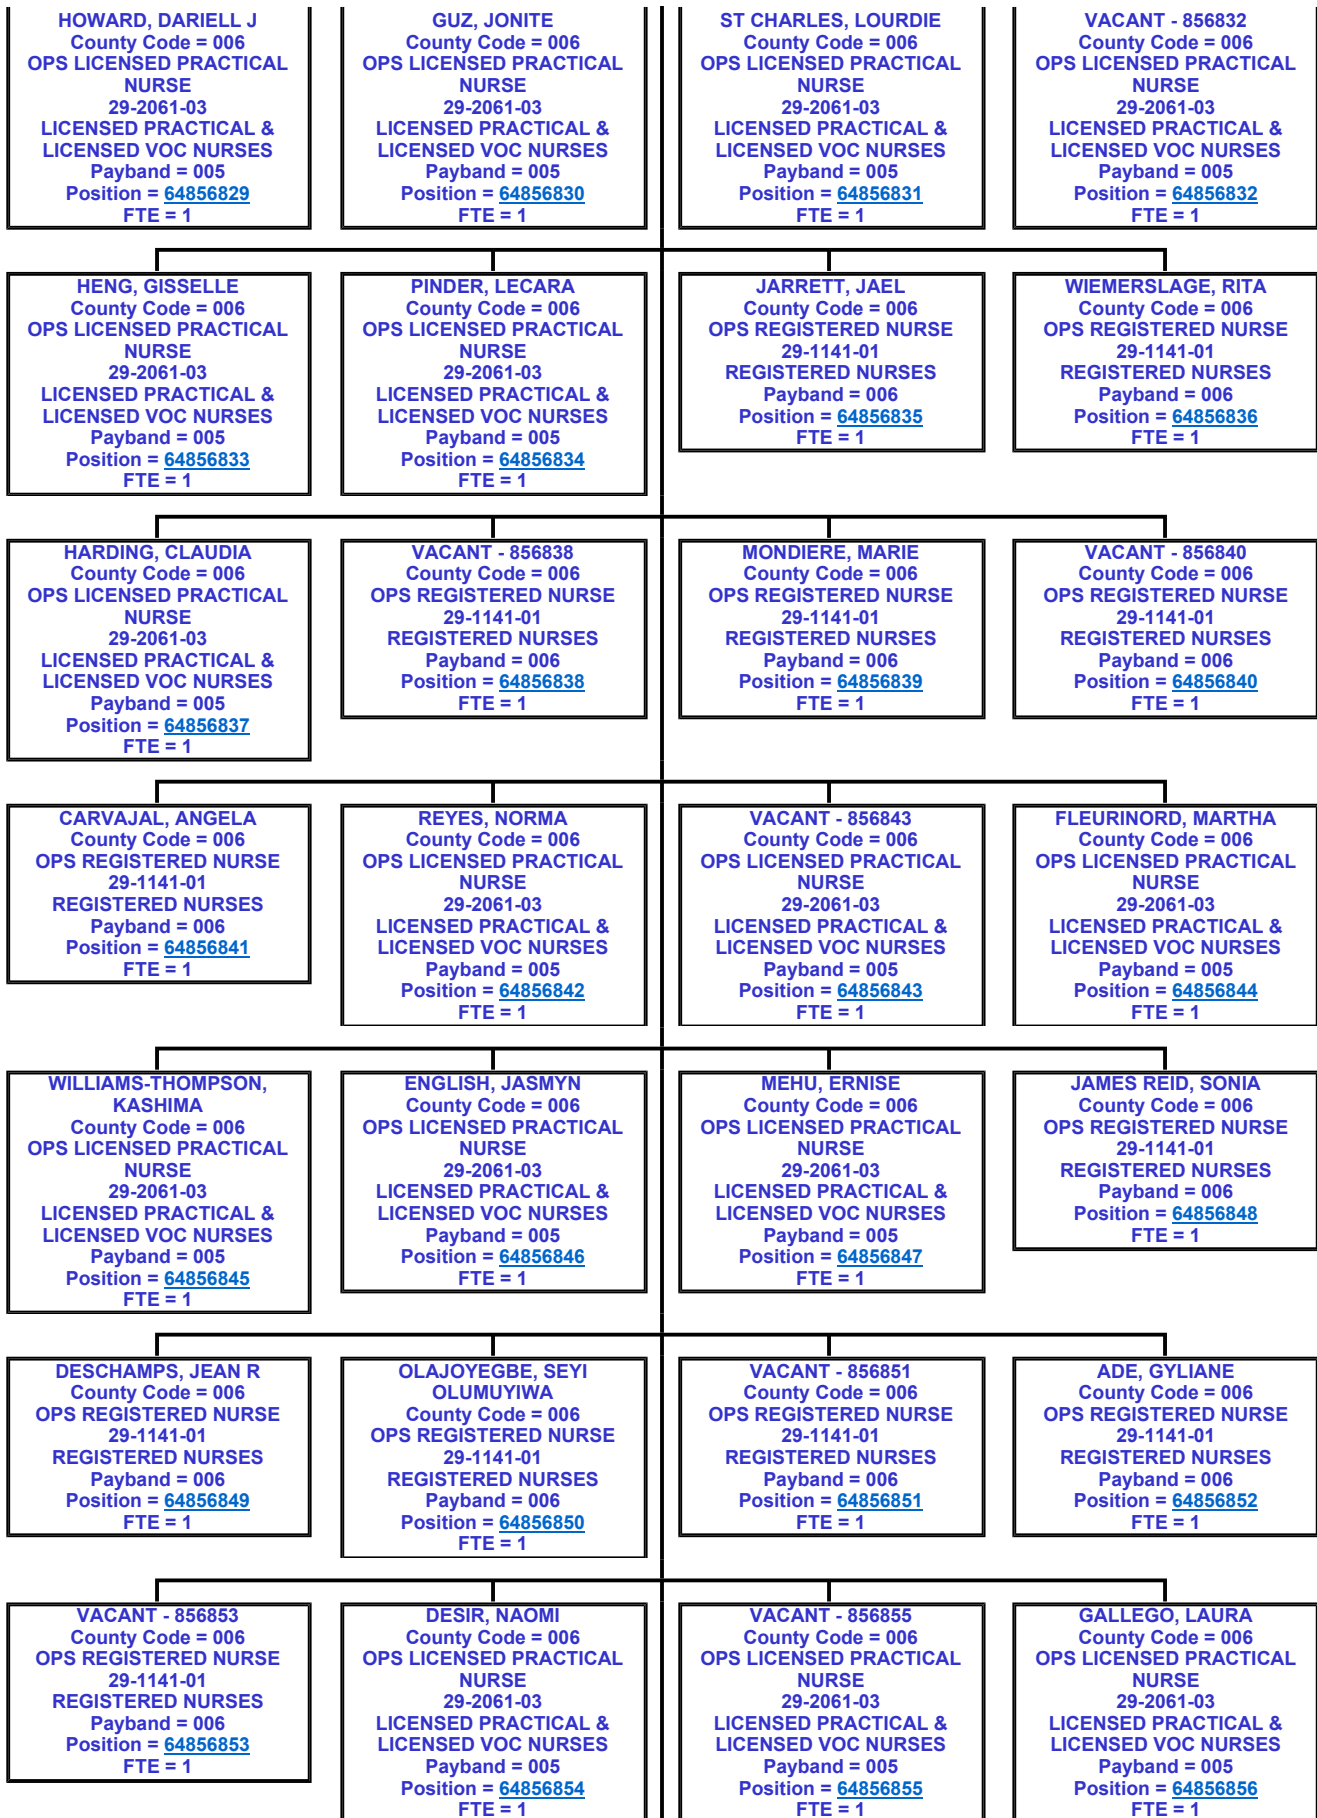 HOWARD, DARIELL J
County Code = 006
OPS LICENSED PRACTICAL
NURSE
29-2061-03
LICENSED PRACTICAL &
LICENSED VOC NURSES
Payband = 005
Position = 64856829
FTE = 1
GUZ, JONITE
County Code = 006
OPS LICENSED PRACTICAL
NURSE
29-2061-03
LICENSED PRACTICAL &
LICENSED VOC NURSES
Payband = 005
Position = 64856830
FTE = 1
ST CHARLES, LOURDIE
County Code = 006
OPS LICENSED PRACTICAL
NURSE
29-2061-03
LICENSED PRACTICAL &
LICENSED VOC NURSES
Payband = 005
Position = 64856831
FTE = 1
VACANT - 856832
County Code = 006
OPS LICENSED PRACTICAL
NURSE
29-2061-03
LICENSED PRACTICAL &
LICENSED VOC NURSES
Payband = 005
Position = 64856832
FTE = 1
HENG, GISSELLE
County Code = 006
OPS LICENSED PRACTICAL
NURSE
29-2061-03
LICENSED PRACTICAL &
LICENSED VOC NURSES
Payband = 005
Position = 64856833
FTE = 1
PINDER, LECARA
County Code = 006
OPS LICENSED PRACTICAL
NURSE
29-2061-03
LICENSED PRACTICAL &
LICENSED VOC NURSES
Payband = 005
Position = 64856834
FTE = 1
JARRETT, JAEL
County Code = 006
OPS REGISTERED NURSE
29-1141-01
REGISTERED NURSES
Payband = 006
Position = 64856835
FTE = 1
WIEMERSLAGE, RITA
County Code = 006
OPS REGISTERED NURSE
29-1141-01
REGISTERED NURSES
Payband = 006
Position = 64856836
FTE = 1
HARDING, CLAUDIA
County Code = 006
OPS LICENSED PRACTICAL
NURSE
29-2061-03
LICENSED PRACTICAL &
LICENSED VOC NURSES
Payband = 005
Position = 64856837
FTE = 1
VACANT - 856838
County Code = 006
OPS REGISTERED NURSE
29-1141-01
REGISTERED NURSES
Payband = 006
Position = 64856838
FTE = 1
MONDIERE, MARIE
County Code = 006
OPS REGISTERED NURSE
29-1141-01
REGISTERED NURSES
Payband = 006
Position = 64856839
FTE = 1
VACANT - 856840
County Code = 006
OPS REGISTERED NURSE
29-1141-01
REGISTERED NURSES
Payband = 006
Position = 64856840
FTE = 1
CARVAJAL, ANGELA
County Code = 006
OPS REGISTERED NURSE
29-1141-01
REGISTERED NURSES
Payband = 006
Position = 64856841
FTE = 1
REYES, NORMA
County Code = 006
OPS LICENSED PRACTICAL
NURSE
29-2061-03
LICENSED PRACTICAL &
LICENSED VOC NURSES
Payband = 005
Position = 64856842
FTE = 1
VACANT - 856843
County Code = 006
OPS LICENSED PRACTICAL
NURSE
29-2061-03
LICENSED PRACTICAL &
LICENSED VOC NURSES
Payband = 005
Position = 64856843
FTE = 1
FLEURINORD, MARTHA
County Code = 006
OPS LICENSED PRACTICAL
NURSE
29-2061-03
LICENSED PRACTICAL &
LICENSED VOC NURSES
Payband = 005
Position = 64856844
FTE = 1
WILLIAMS-THOMPSON,
KASHIMA
County Code = 006
OPS LICENSED PRACTICAL
NURSE
29-2061-03
LICENSED PRACTICAL &
LICENSED VOC NURSES
Payband = 005
Position = 64856845
FTE = 1
ENGLISH, JASMYN
County Code = 006
OPS LICENSED PRACTICAL
NURSE
29-2061-03
LICENSED PRACTICAL &
LICENSED VOC NURSES
Payband = 005
Position = 64856846
FTE = 1
MEHU, ERNISE
County Code = 006
OPS LICENSED PRACTICAL
NURSE
29-2061-03
LICENSED PRACTICAL &
LICENSED VOC NURSES
Payband = 005
Position = 64856847
FTE = 1
JAMES REID, SONIA
County Code = 006
OPS REGISTERED NURSE
29-1141-01
REGISTERED NURSES
Payband = 006
Position = 64856848
FTE = 1
DESCHAMPS, JEAN R
County Code = 006
OPS REGISTERED NURSE
29-1141-01
REGISTERED NURSES
Payband = 006
Position = 64856849
FTE = 1
OLAJOYEGBE, SEYI
OLUMUYIWA
County Code = 006
OPS REGISTERED NURSE
29-1141-01
REGISTERED NURSES
Payband = 006
Position = 64856850
FTE = 1
VACANT - 856851
County Code = 006
OPS REGISTERED NURSE
29-1141-01
REGISTERED NURSES
Payband = 006
Position = 64856851
FTE = 1
ADE, GYLIANE
County Code = 006
OPS REGISTERED NURSE
29-1141-01
REGISTERED NURSES
Payband = 006
Position = 64856852
FTE = 1
VACANT - 856853
County Code = 006
OPS REGISTERED NURSE
29-1141-01
REGISTERED NURSES
Payband = 006
Position = 64856853
FTE = 1
DESIR, NAOMI
County Code = 006
OPS LICENSED PRACTICAL
NURSE
29-2061-03
LICENSED PRACTICAL &
LICENSED VOC NURSES
Payband = 005
Position = 64856854
FTE = 1
VACANT - 856855
County Code = 006
OPS LICENSED PRACTICAL
NURSE
29-2061-03
LICENSED PRACTICAL &
LICENSED VOC NURSES
Payband = 005
Position = 64856855
FTE = 1
GALLEGO, LAURA
County Code = 006
OPS LICENSED PRACTICAL
NURSE
29-2061-03
LICENSED PRACTICAL &
LICENSED VOC NURSES
Payband = 005
Position = 64856856
FTE = 1